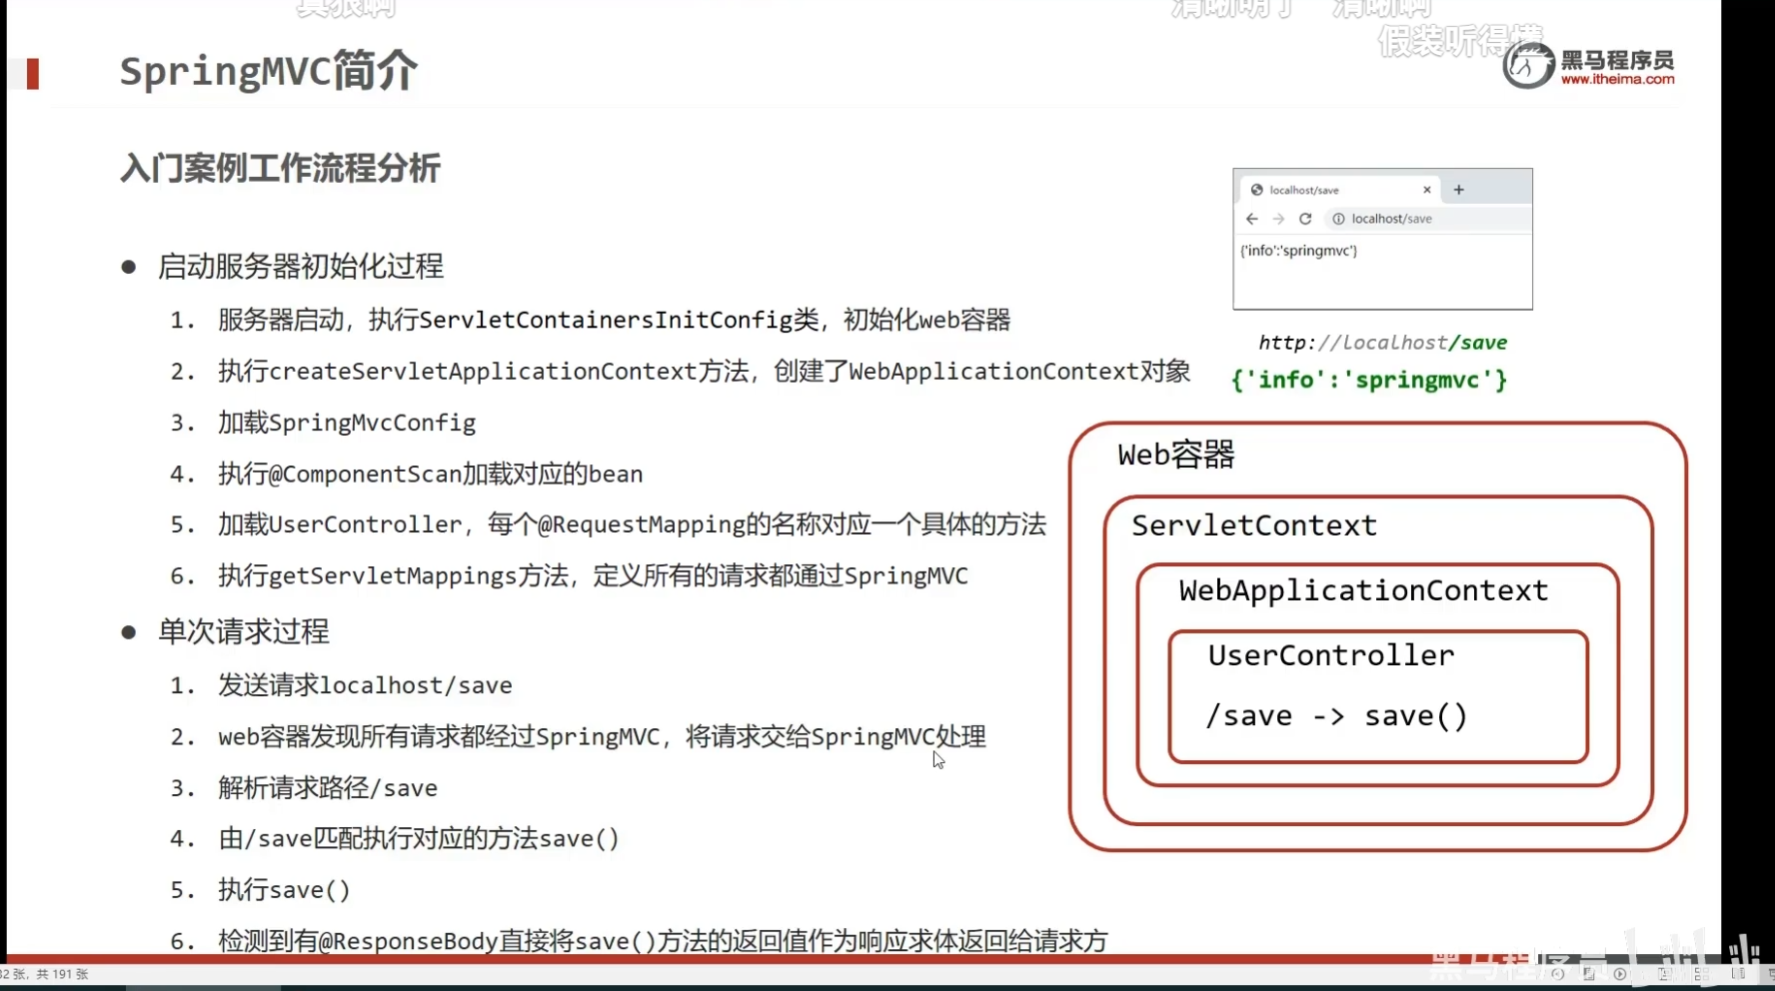 真狠啊
清晰明了 清晰啊
假装听得懂
SpringMVC简介
黑马程序员
www.itheima.com
入门案例工作流程分析
● 启动服务器初始化过程
1. 服务器启动，执行ServletContainersInitConfig类，初始化web容器
2. 执行createServletApplicationContext方法，创建了WebApplicationContext对象
3. 加载SpringMvcConfig
4. 执行@ComponentScan加载对应的bean
5. 加载UserController，每个@RequestMapping的名称对应一个具体的方法
6. 执行getServletMappings方法，定义所有的请求都通过SpringMVC
● 单次请求过程
1. 发送请求localhost/save
2. web容器发现所有请求都经过SpringMVC，将请求交给SpringMVC处理
3. 解析请求路径/save
4. 由/save匹配执行对应的方法save()
5. 执行save()
6. 检测到有@ResponseBody直接将save()方法的返回值作为响应求体返回给请求方
localhost/save
localhost/save
{'info':'springmvc'}
http://localhost/save
{'info':'springmvc'}
Web容器
ServletContext
WebApplicationContext
UserController
/save -> save()
黑马程序员
32 张，共 191 张